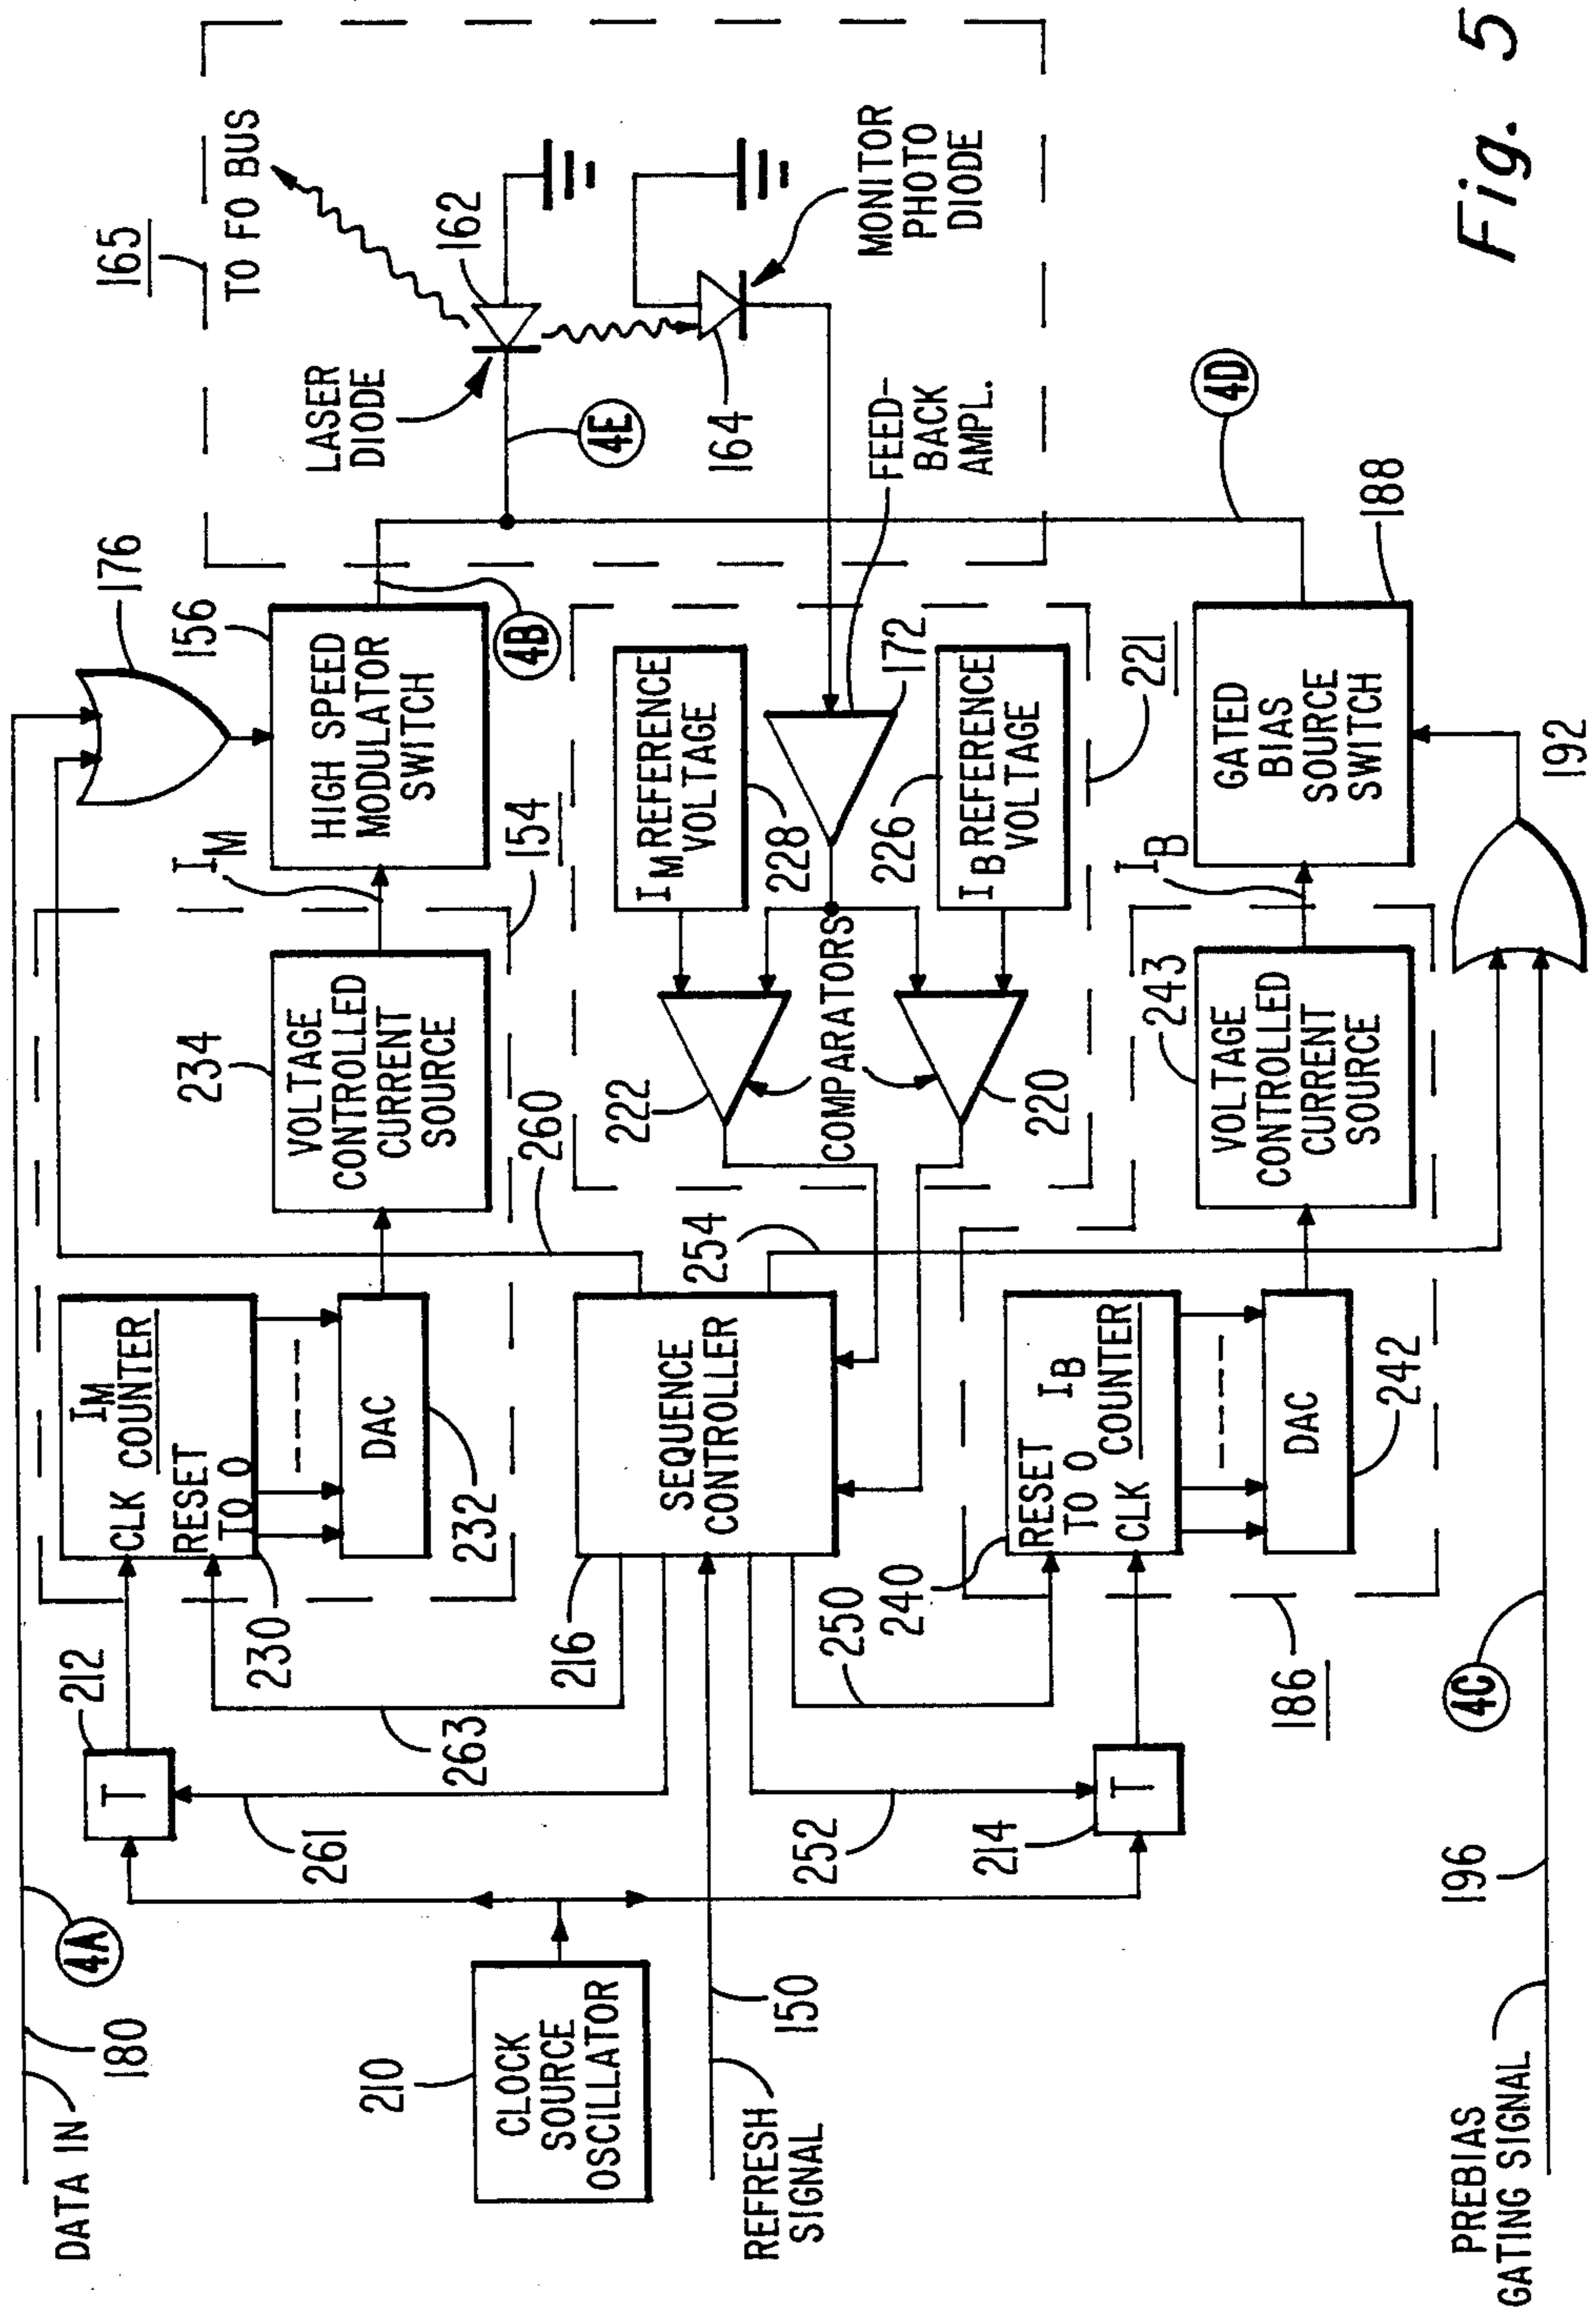 DATA IN
180
4A
212
T
261
263
230
I_M
COUNTER
CLK
RESET
TO 0
DAC
232
234
VOLTAGE
CONTROLLED
CURRENT
SOURCE
260
154
I_M
156
HIGH SPEED
MODULATOR
SWITCH
176
4B
165
TO FO BUS
LASER
DIODE
162
4E
164
MONITOR
PHOTO
DIODE
FEED-
BACK
AMPL.
4D
210
CLOCK
SOURCE
OSCILLATOR
REFRESH
SIGNAL
150
216
SEQUENCE
CONTROLLER
254
222
COMPARATORS
220
I_M REFERENCE
VOLTAGE
228
172
226
I_B REFERENCE
VOLTAGE
221
252
214
T
250
240
RESET
TO 0
CLK
I_B
COUNTER
DAC
242
186
243
VOLTAGE
CONTROLLED
CURRENT
SOURCE
I_B
GATED
BIAS
SOURCE
SWITCH
188
192
PREBIAS
GATING SIGNAL
196
4C
Fig. 5